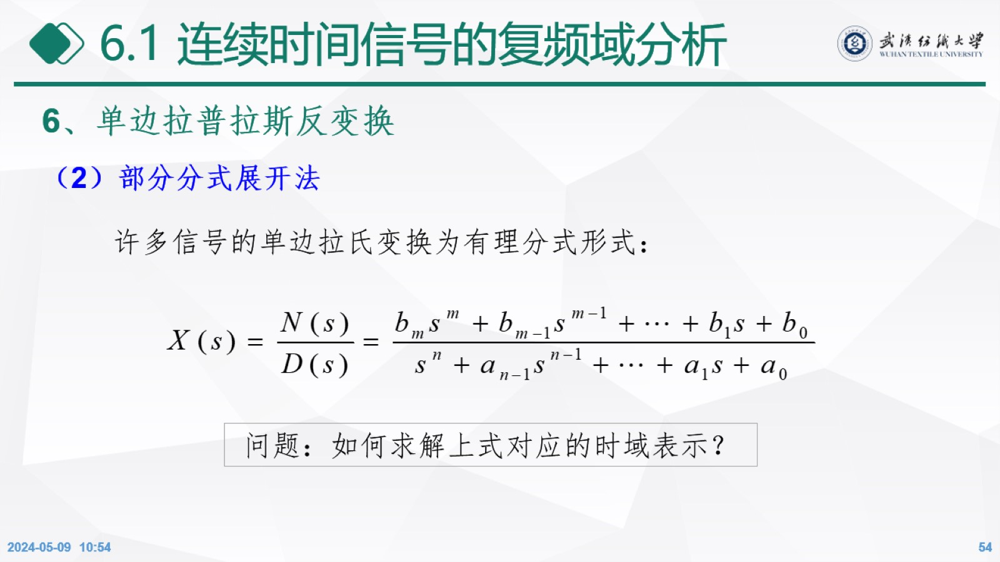 6.1 连续时间信号的复频域分析
武汉纺织大学
WUHAN TEXTILE UNIVERSITY
6、单边拉普拉斯反变换
（2）部分分式展开法
许多信号的单边拉氏变换为有理分式形式：
X(s) = N(s)/D(s) = (b_m s^m + b_{m-1} s^{m-1} + ⋯ + b_1 s + b_0)/(s^n + a_{n-1} s^{n-1} + ⋯ + a_1 s + a_0)
问题：如何求解上式对应的时域表示？
2024-05-09 10:54
54